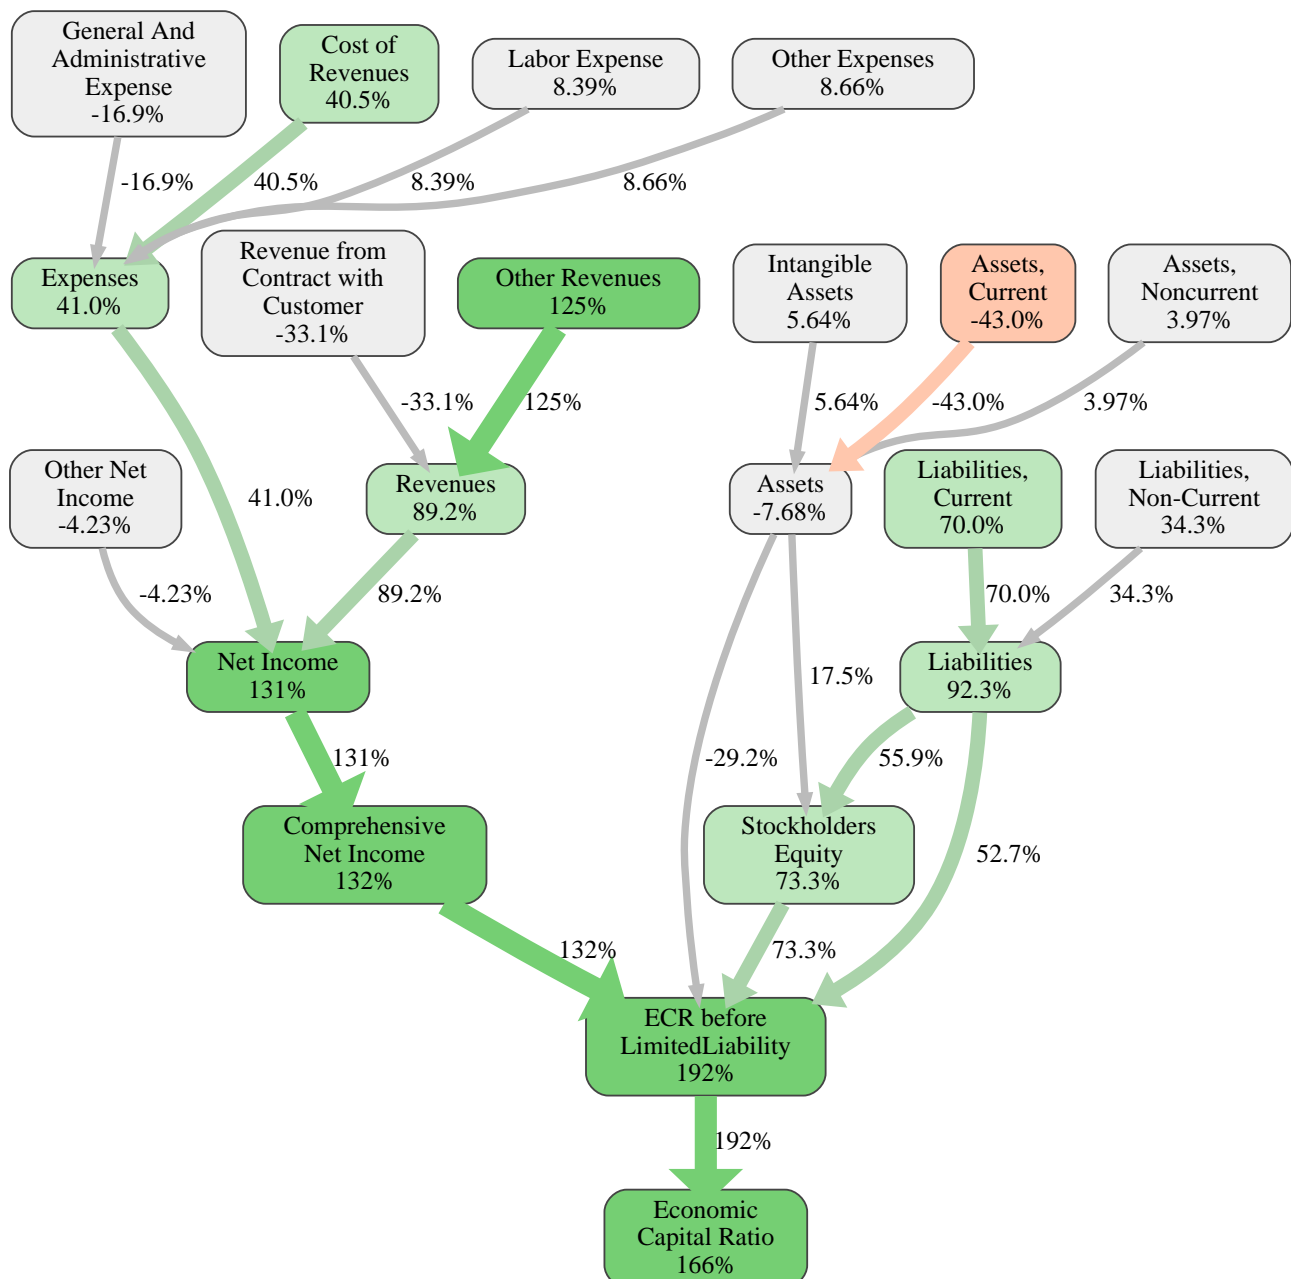 General And
Administrative
Expense
-16.9%
Cost of
Revenues
40.5%
Labor Expense
8.39%
Other Expenses
8.66%
-16.9%
40.5%
8.39%
8.66%
Expenses
41.0%
Revenue from
Contract with
Customer
-33.1%
Other Revenues
125%
Intangible
Assets
5.64%
Assets,
Current
-43.0%
Assets,
Noncurrent
3.97%
-33.1%
125%
5.64%
-43.0%
3.97%
Other Net
Income
-4.23%
41.0%
Revenues
89.2%
Assets
-7.68%
Liabilities,
Current
70.0%
Liabilities,
Non-Current
34.3%
-4.23%
89.2%
70.0%
34.3%
Net Income
131%
17.5%
Liabilities
92.3%
131%
-29.2%
55.9%
Comprehensive
Net Income
132%
Stockholders
Equity
73.3%
52.7%
132%
73.3%
ECR before
LimitedLiability
192%
192%
Economic
Capital Ratio
166%